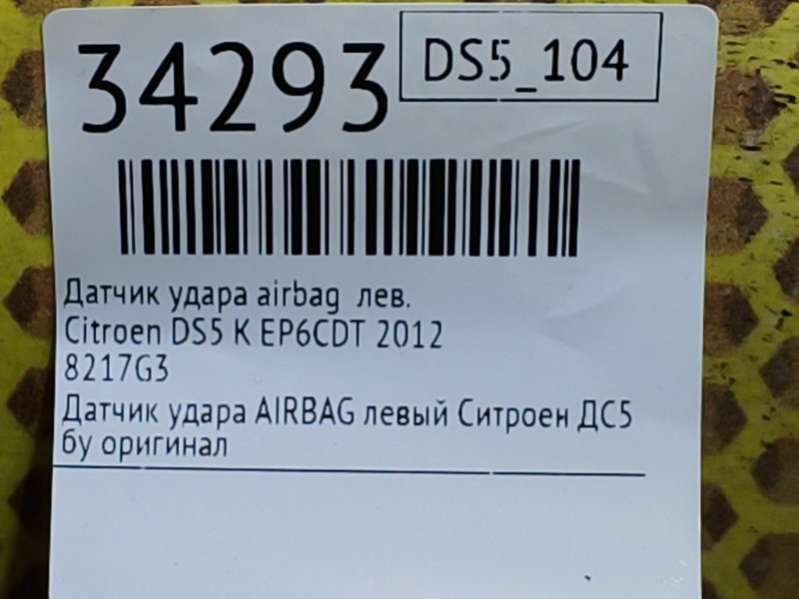 34293
DS5_104
Датчик удара airbag лев.
Citroen DS5 K EP6CDT 2012
8217G3
Датчик удара AIRBAG левый Ситроен ДС5
бу оригинал